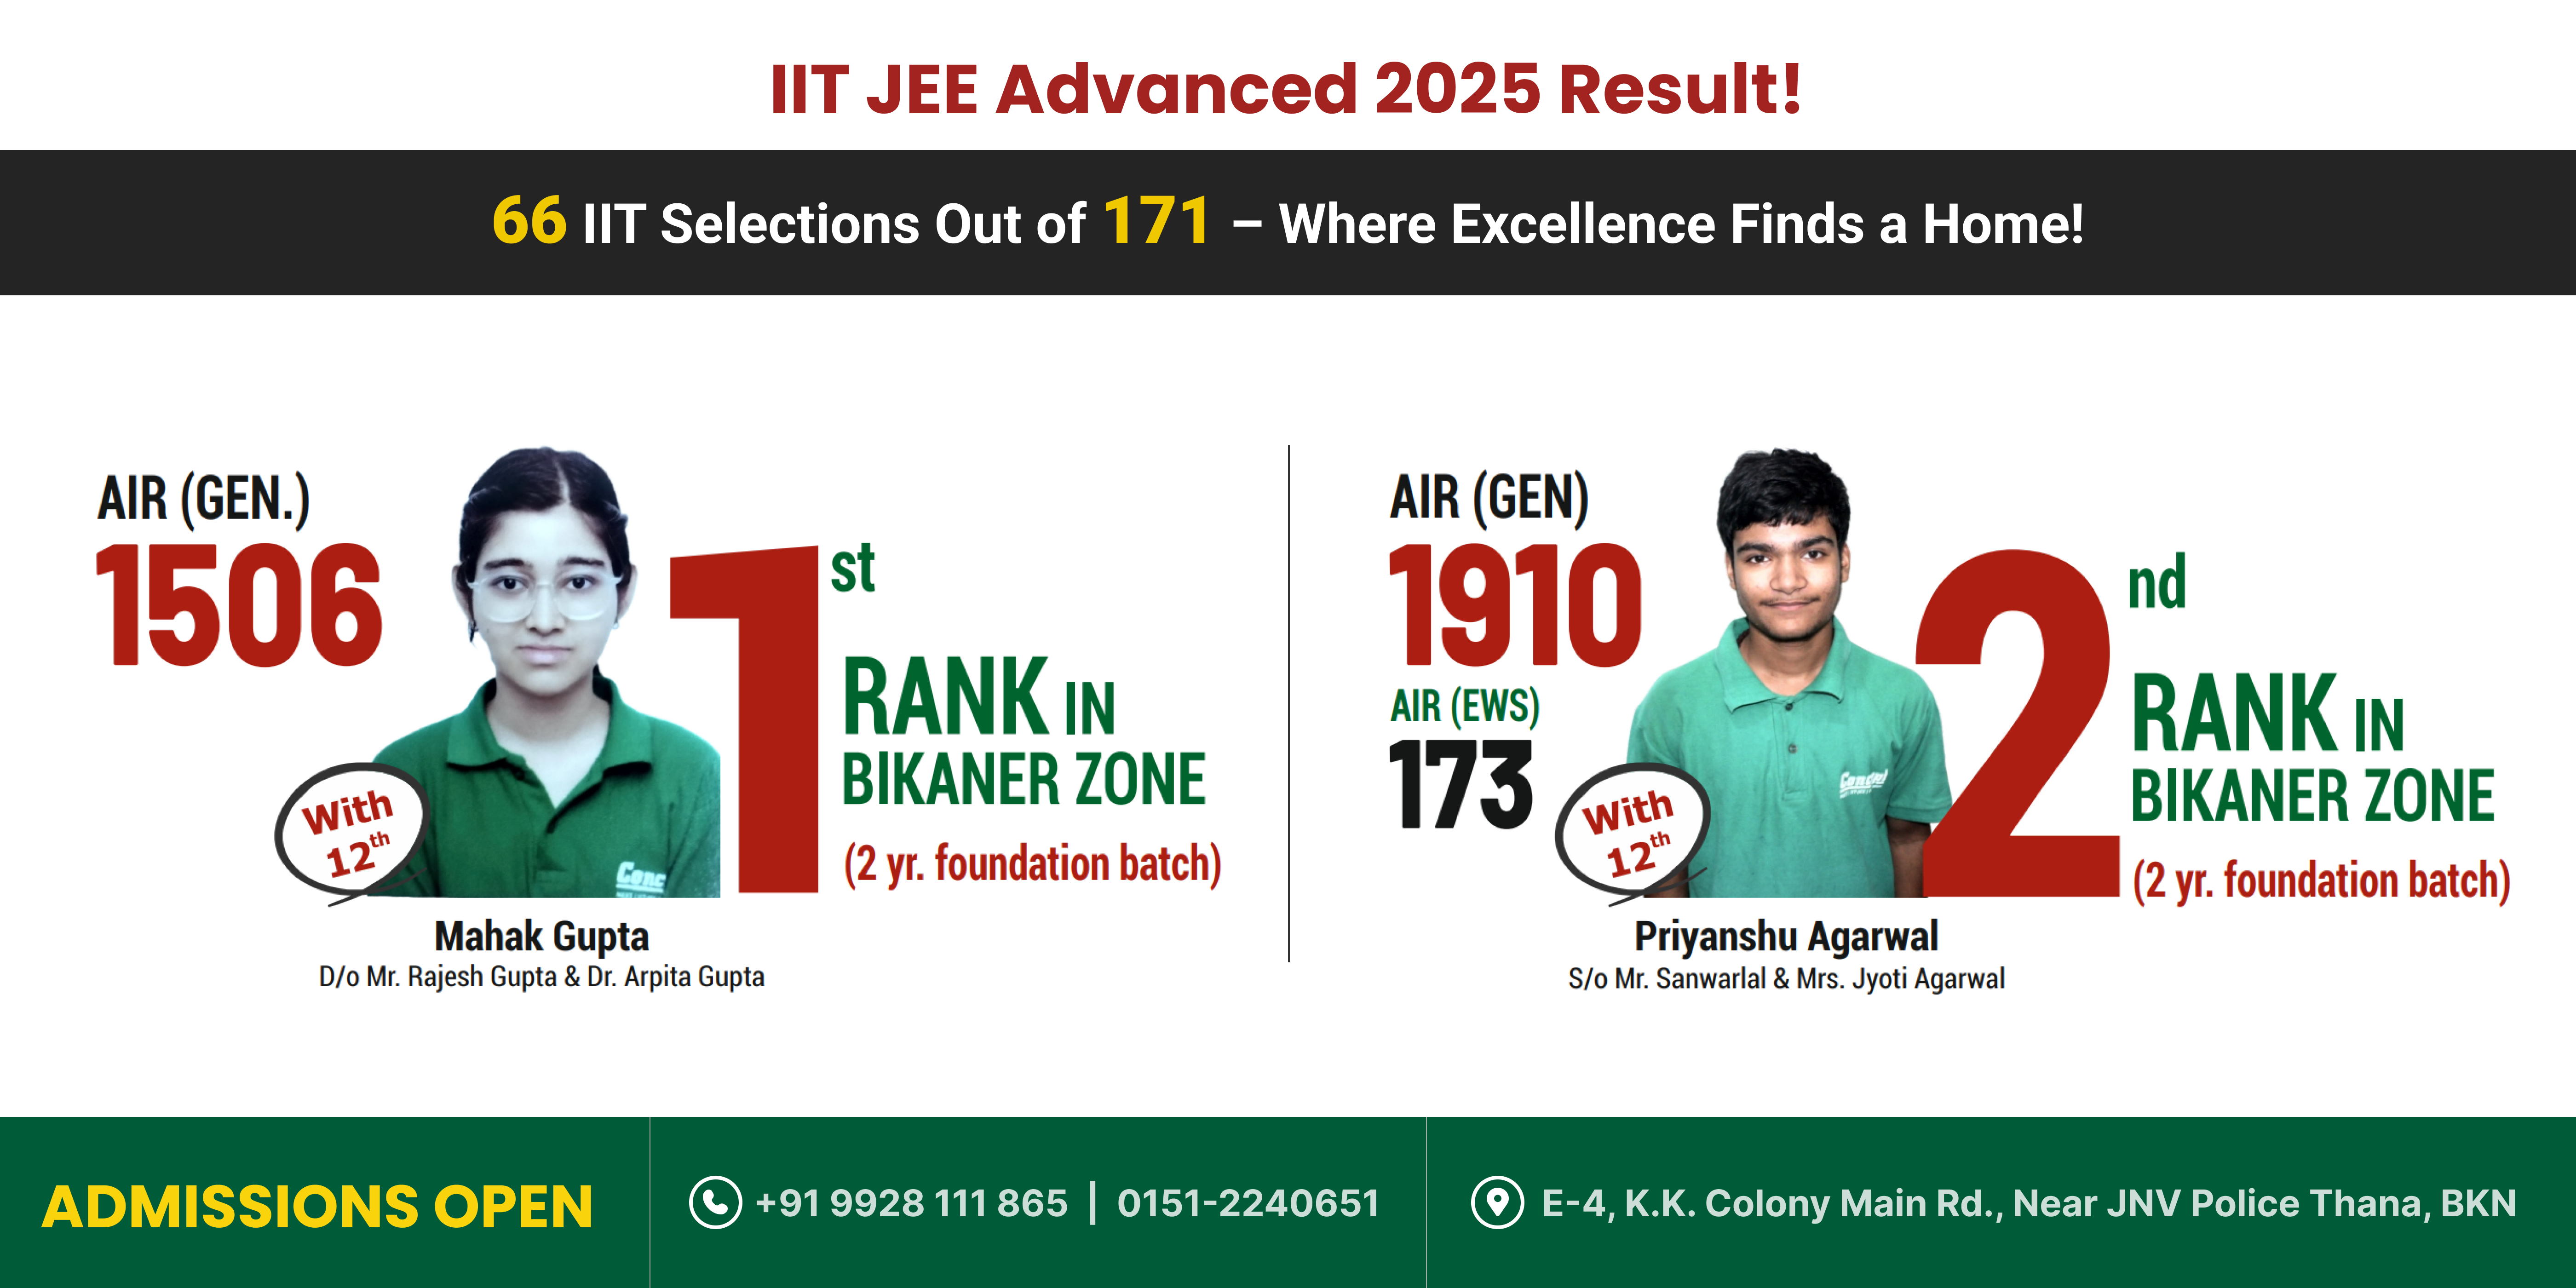 IIT JEE Advanced 2025 Result!
66 IIT Selections Out of 171 – Where Excellence Finds a Home!
AIR (GEN.)
1506
With
12th
Conc
1st
RANK IN
BIKANER ZONE
(2 yr. foundation batch)
Mahak Gupta
D/o Mr. Rajesh Gupta & Dr. Arpita Gupta
AIR (GEN)
1910
AIR (EWS)
173
With
12th
2nd
RANK IN
BIKANER ZONE
(2 yr. foundation batch)
Priyanshu Agarwal
S/o Mr. Sanwarlal & Mrs. Jyoti Agarwal
ADMISSIONS OPEN
+91 9928 111 865 | 0151-2240651
E-4, K.K. Colony Main Rd., Near JNV Police Thana, BKN